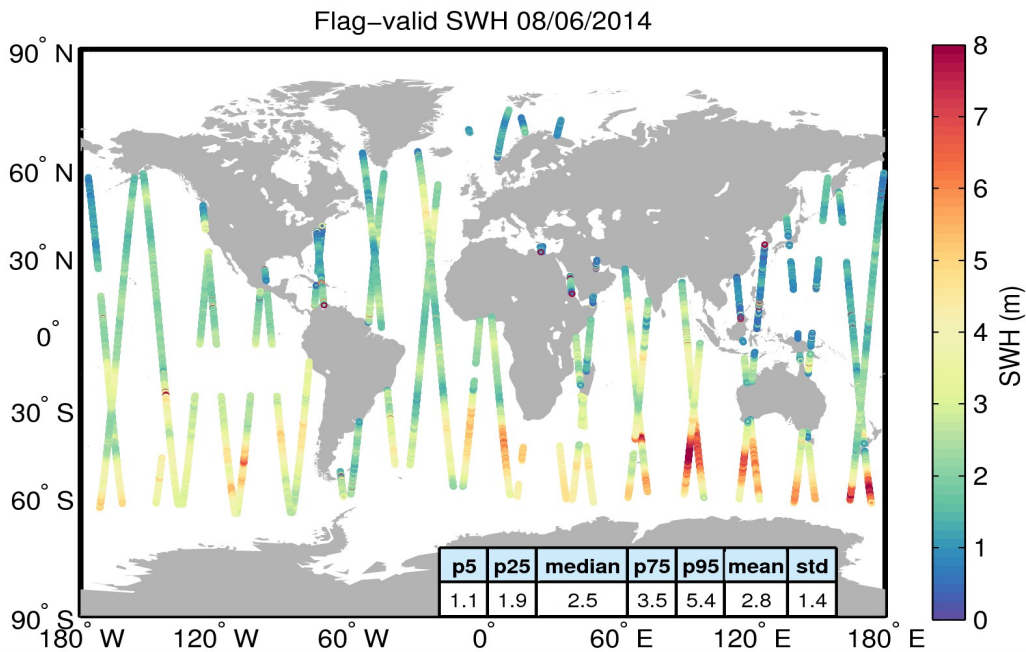 Flag−valid SWH 08/06/2014
90° N
60° N
30° N
0°
30° S
60° S
90° S
180° W
120° W
60° W
0°
60° E
120° E
180° E
p5 p25 median p75 p95 mean std
1.1 1.9 2.5 3.5 5.4 2.8 1.4
8
7
6
5
4
3
2
1
0
SWH (m)